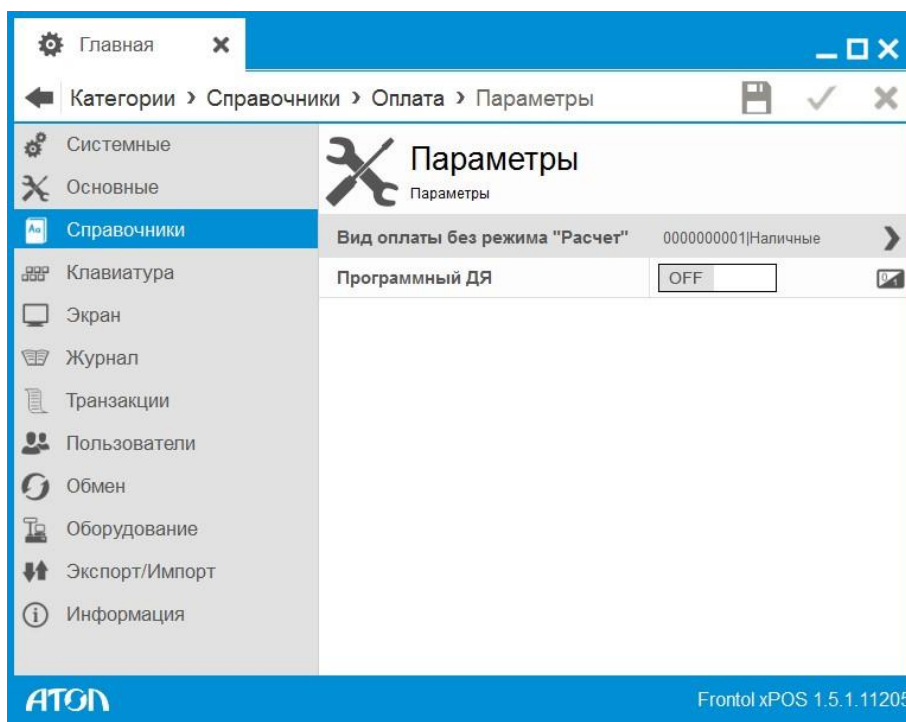 Главная
Категории › Справочники › Оплата › Параметры
Системные
Основные
Справочники
Клавиатура
Экран
Журнал
Транзакции
Пользователи
Обмен
Оборудование
Экспорт/Импорт
Информация
Параметры
Параметры
Вид оплаты без режима "Расчет" 0000000001|Наличные
Программный ДЯ OFF
ATOL Frontol xPOS 1.5.1.11205